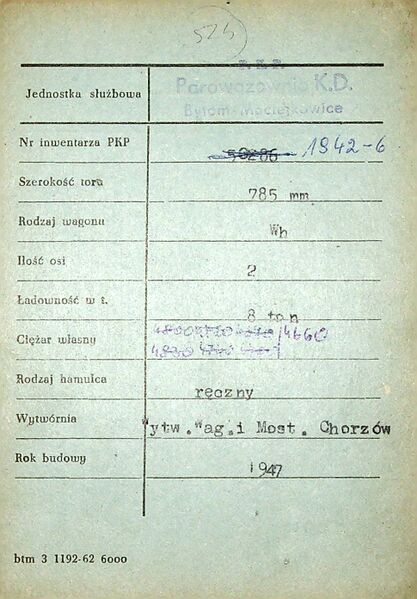 525
P.K.P.
Jednostka służbowa Parowozownia K.D.
Bytom-Maciejkowice
Nr inwentarza PKP 1942-6
Szerokość toru 785 mm
Rodzaj wagonu Wh
Ilość osi 2
Ładowność w t. 8 ton
Ciężar własny 4660
Rodzaj hamulca ręczny
Wytwórnia Wytw.Wag.i Most. Chorzów
Rok budowy 1947
btm 3 1192-62 6000